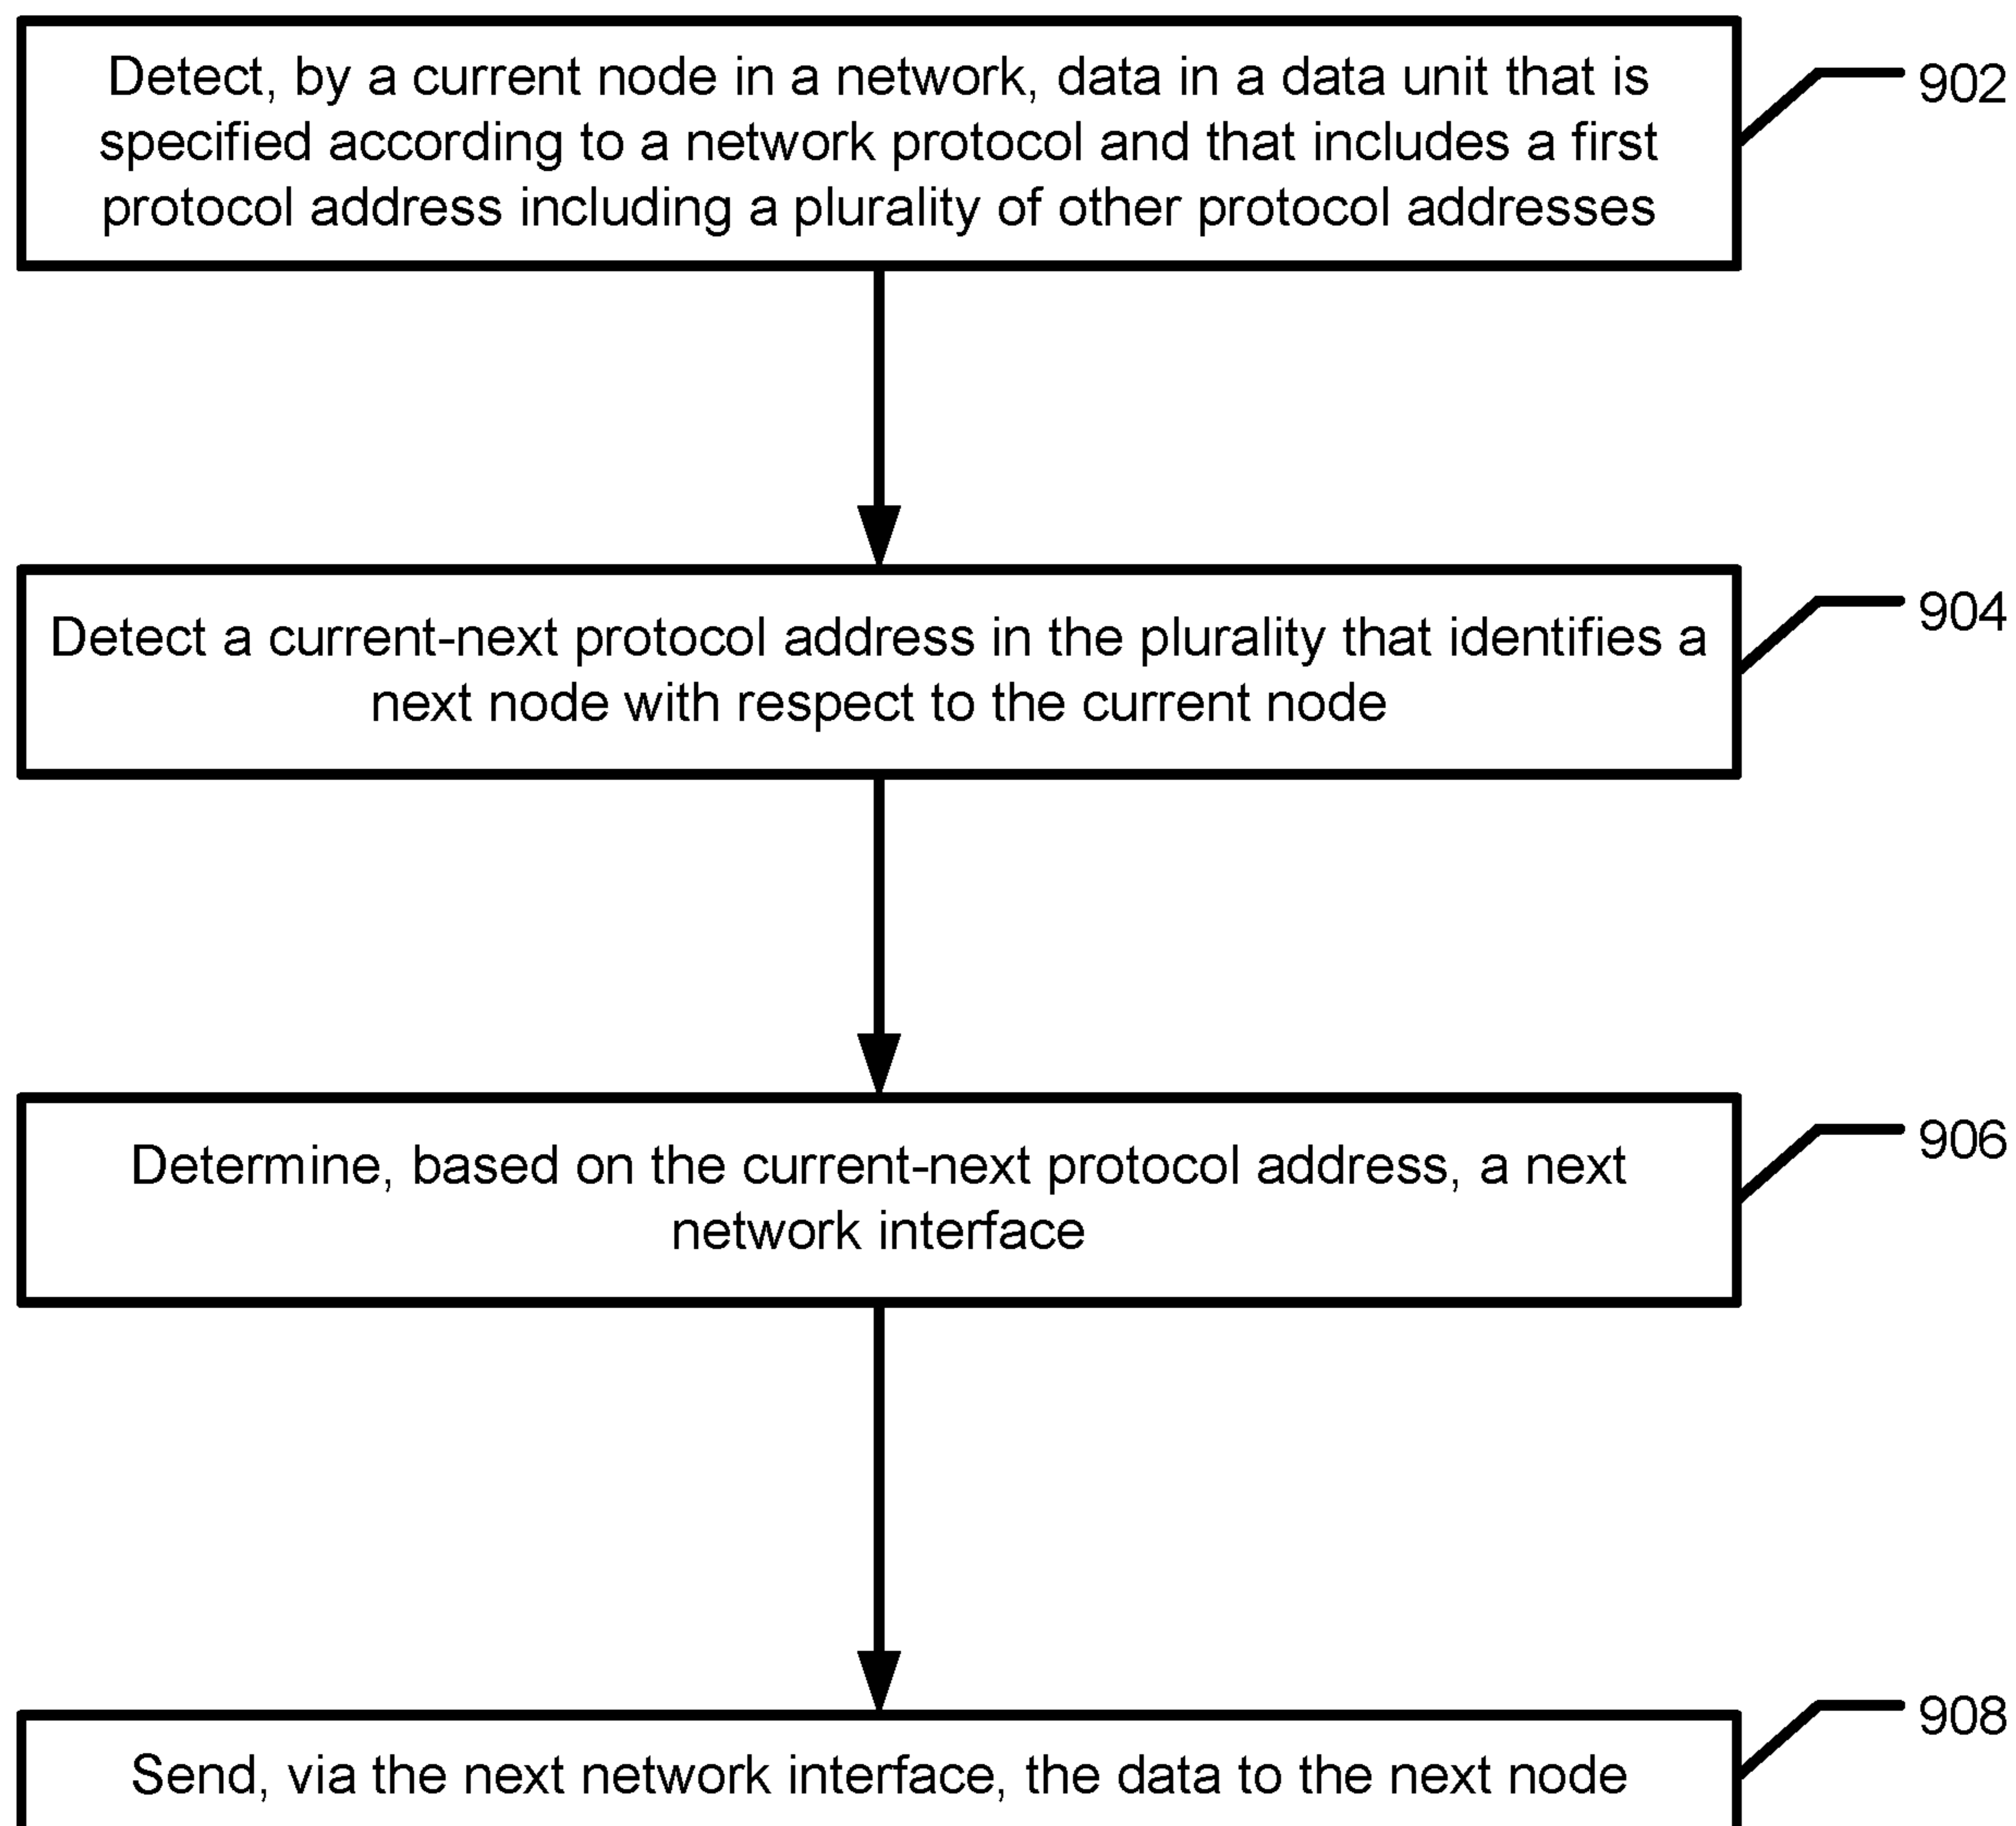 Detect, by a current node in a network, data in a data unit that is
specified according to a network protocol and that includes a first
protocol address including a plurality of other protocol addresses
902
Detect a current-next protocol address in the plurality that identifies a
next node with respect to the current node
904
Determine, based on the current-next protocol address, a next
network interface
906
Send, via the next network interface, the data to the next node
908